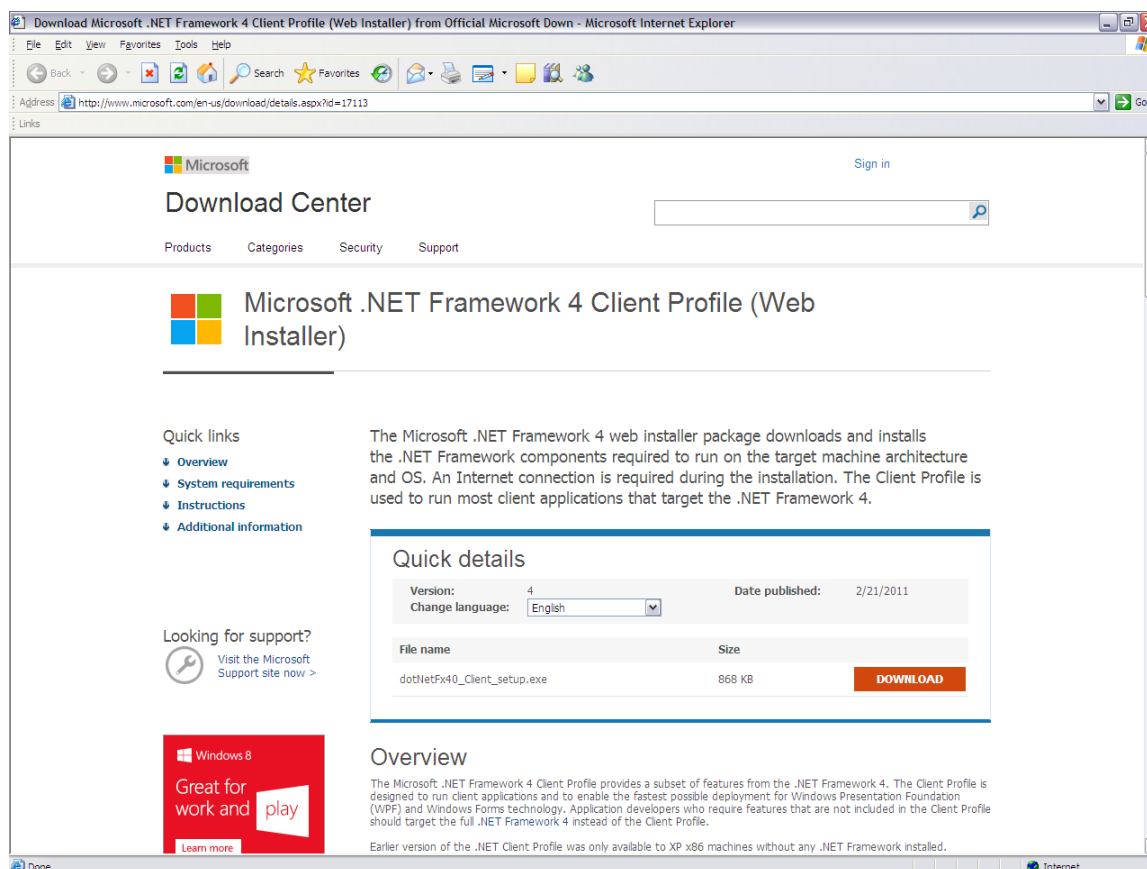 Download Microsoft .NET Framework 4 Client Profile (Web Installer) from Official Microsoft Down - Microsoft Internet Explorer
File Edit View Favorites Tools Help
Back Search Favorites
Address http://www.microsoft.com/en-us/download/details.aspx?id=17113 Go
Links
Microsoft Sign in
Download Center
Products Categories Security Support
Microsoft .NET Framework 4 Client Profile (Web
Installer)
Quick links
Overview
System requirements
Instructions
Additional information
The Microsoft .NET Framework 4 web installer package downloads and installs
the .NET Framework components required to run on the target machine architecture
and OS. An Internet connection is required during the installation. The Client Profile is
used to run most client applications that target the .NET Framework 4.
Quick details
Version: 4 Date published: 2/21/2011
Change language: English
File name Size
dotNetFx40_Client_setup.exe 868 KB DOWNLOAD
Looking for support?
Visit the Microsoft
Support site now >
Windows 8
Great for
work and play
Learn more
Overview
The Microsoft .NET Framework 4 Client Profile provides a subset of features from the .NET Framework 4. The Client Profile is
designed to run client applications and to enable the fastest possible deployment for Windows Presentation Foundation
(WPF) and Windows Forms technology. Application developers who require features that are not included in the Client Profile
should target the full .NET Framework 4 instead of the Client Profile.
Earlier version of the .NET Client Profile was only available to XP x86 machines without any .NET Framework installed.
Done Internet